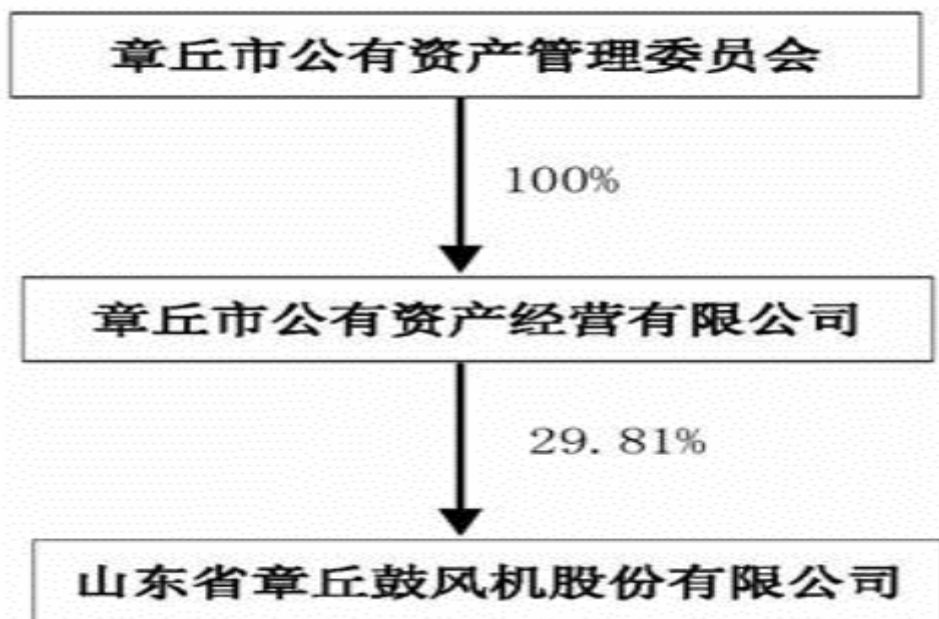 章丘市公有资产管理委员会
100%
章丘市公有资产经营有限公司
29.81%
山东省章丘鼓风机股份有限公司